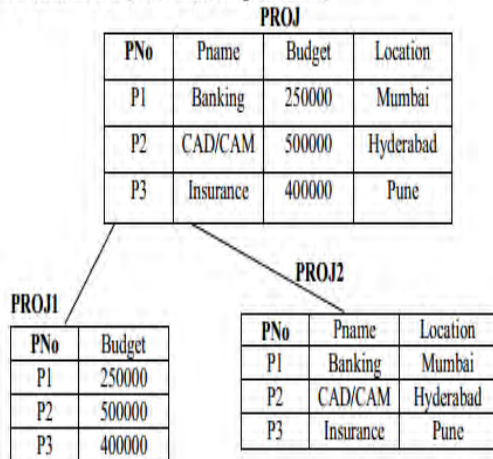 PROJ
PNo Pname Budget Location
P1 Banking 250000 Mumbai
P2 CAD/CAM 500000 Hyderabad
P3 Insurance 400000 Pune
PROJ1
PNo Budget
P1 250000
P2 500000
P3 400000
PROJ2
PNo Pname Location
P1 Banking Mumbai
P2 CAD/CAM Hyderabad
P3 Insurance Pune